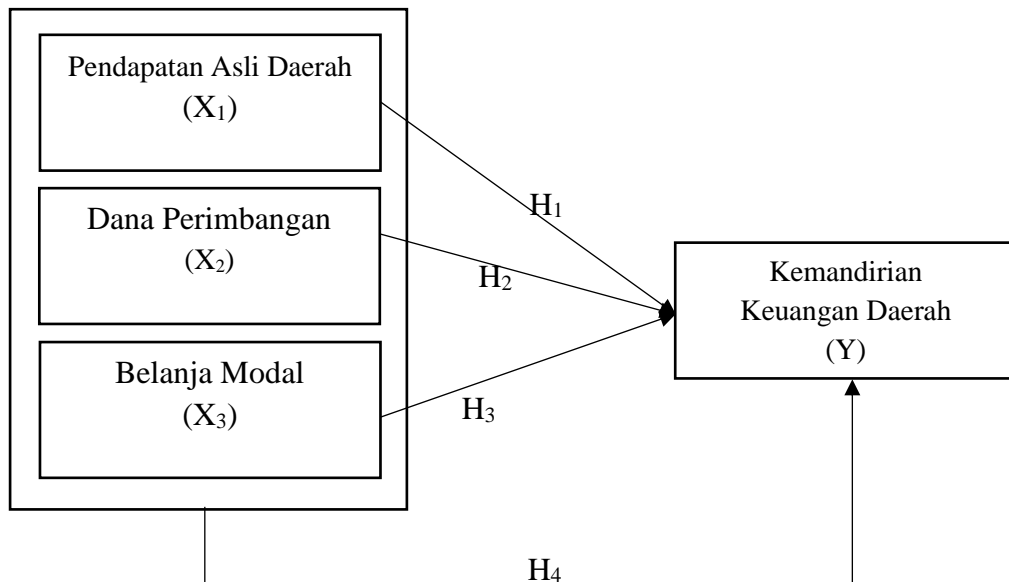 Pendapatan Asli Daerah
(X₁)
Dana Perimbangan
(X₂)
Belanja Modal
(X₃)
H₁
H₂
H₃
Kemandirian
Keuangan Daerah
(Y)
H₄